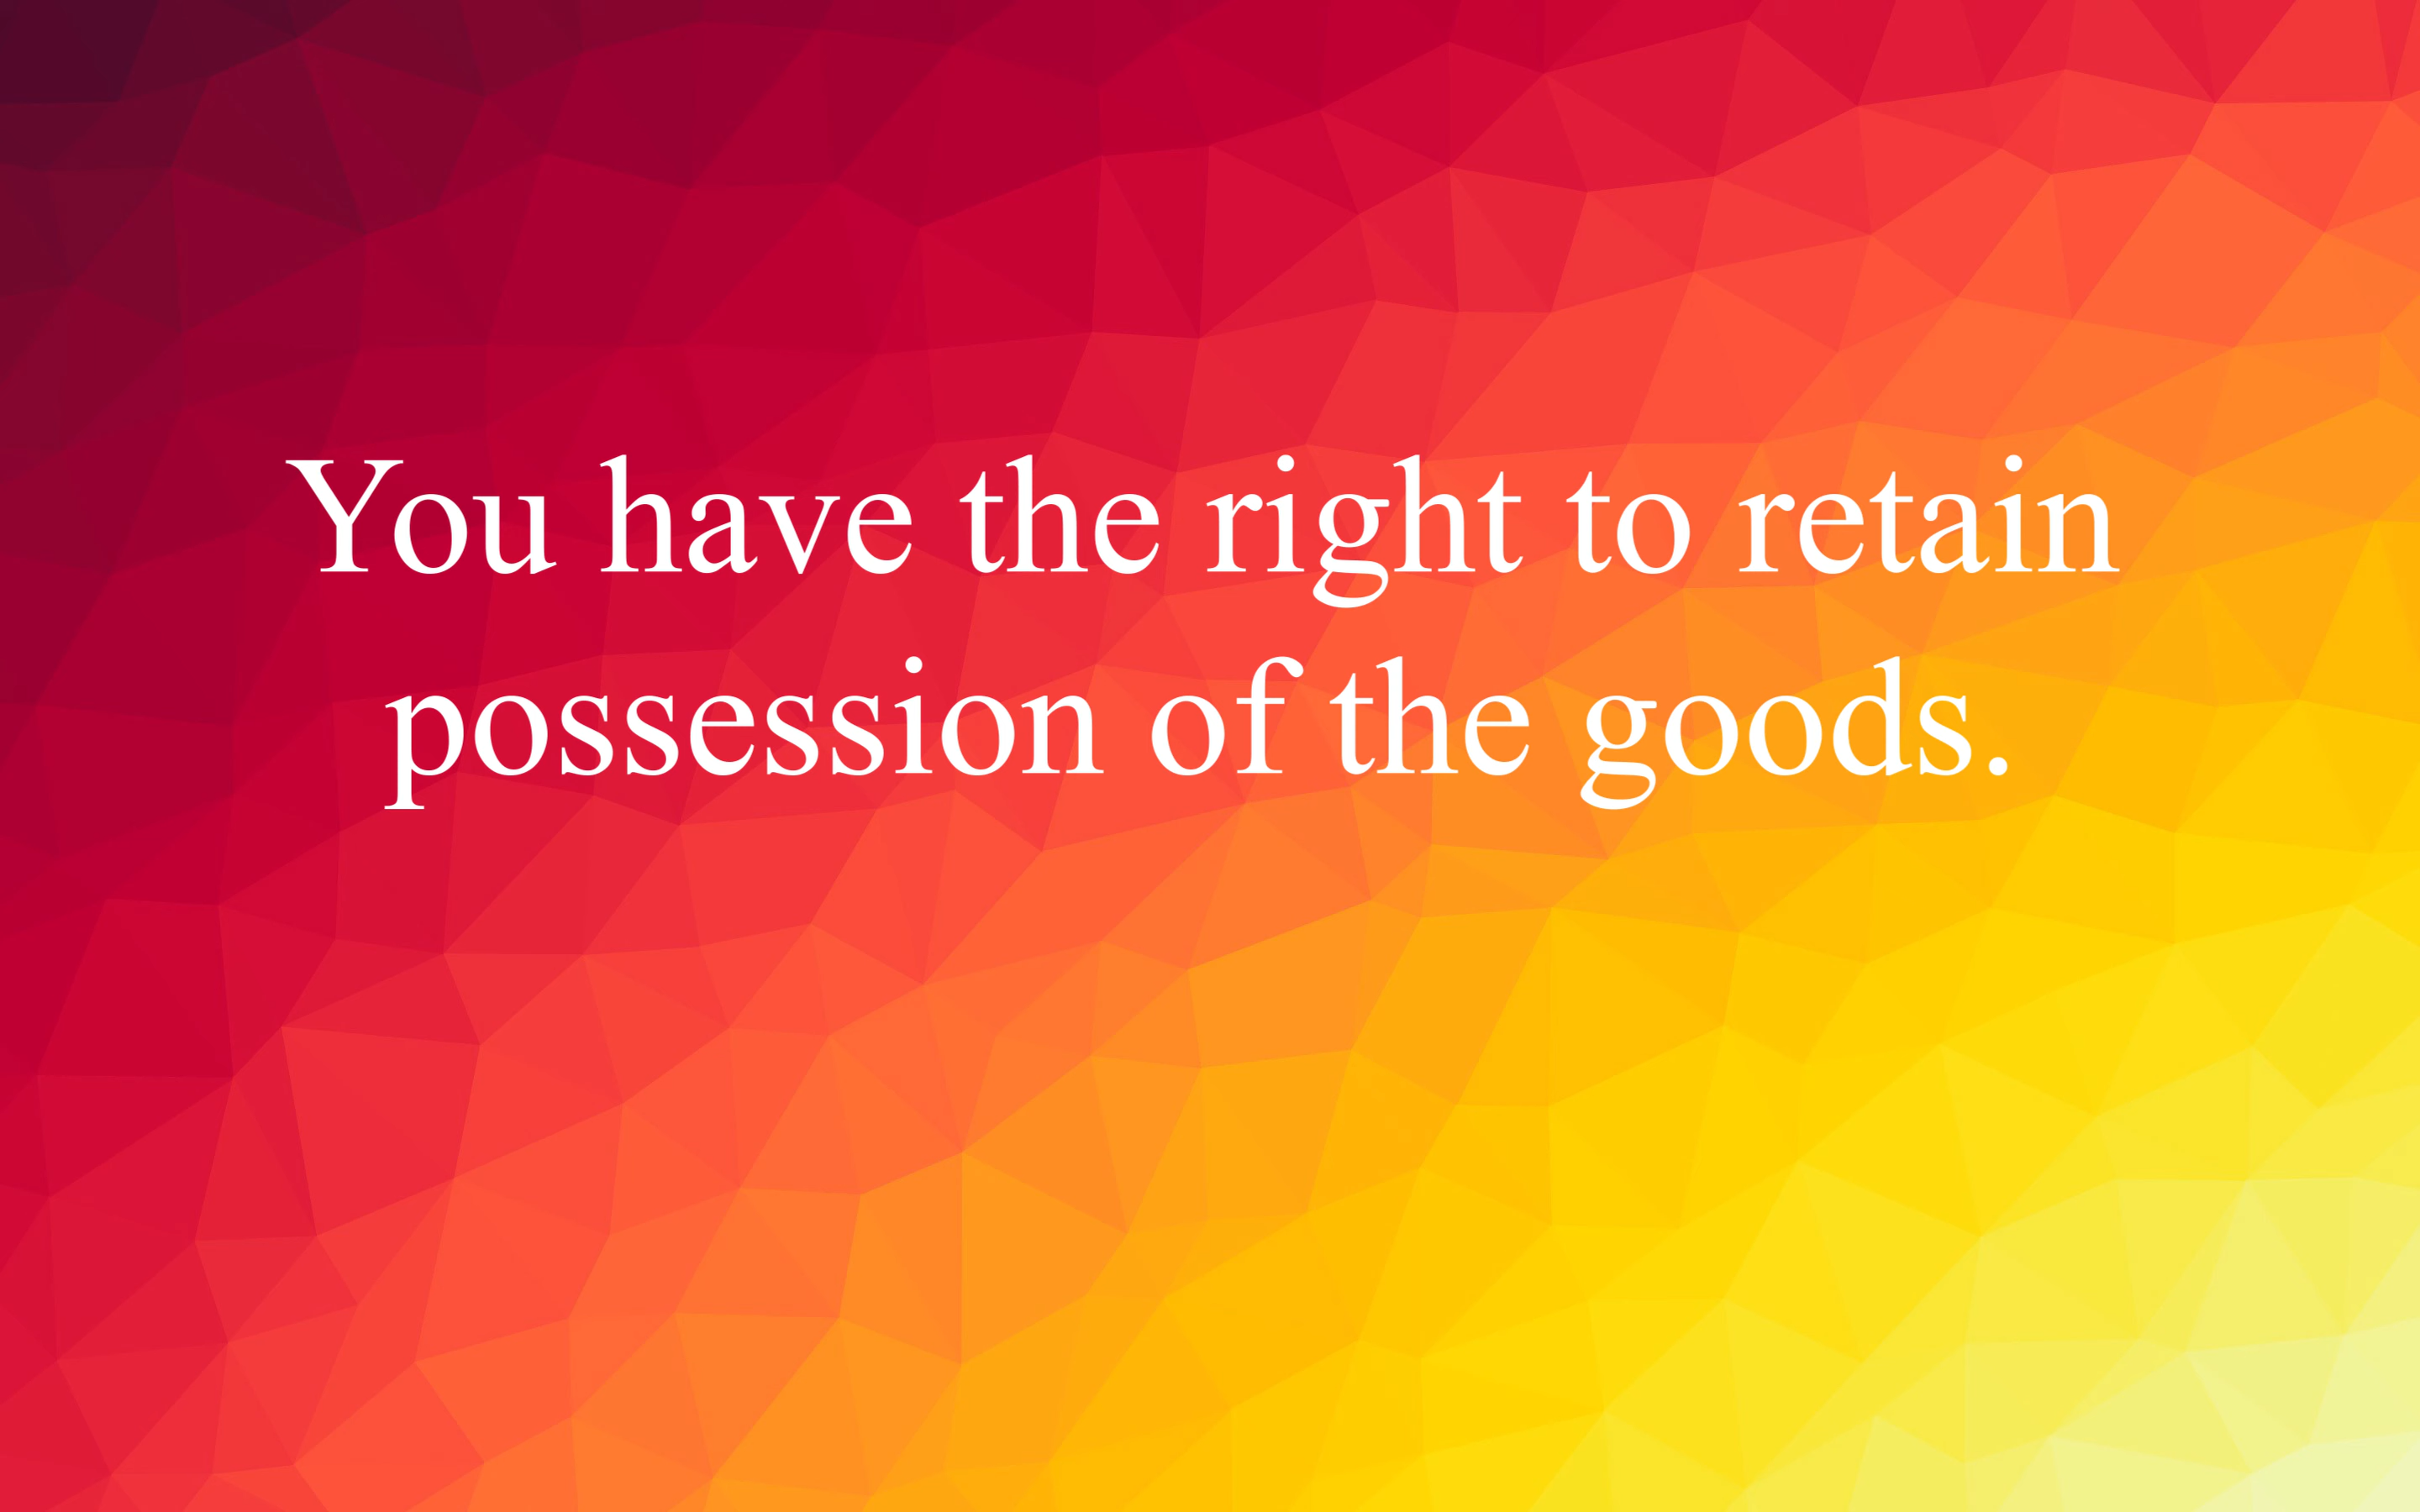 You have the right to retain
possession of the goods.